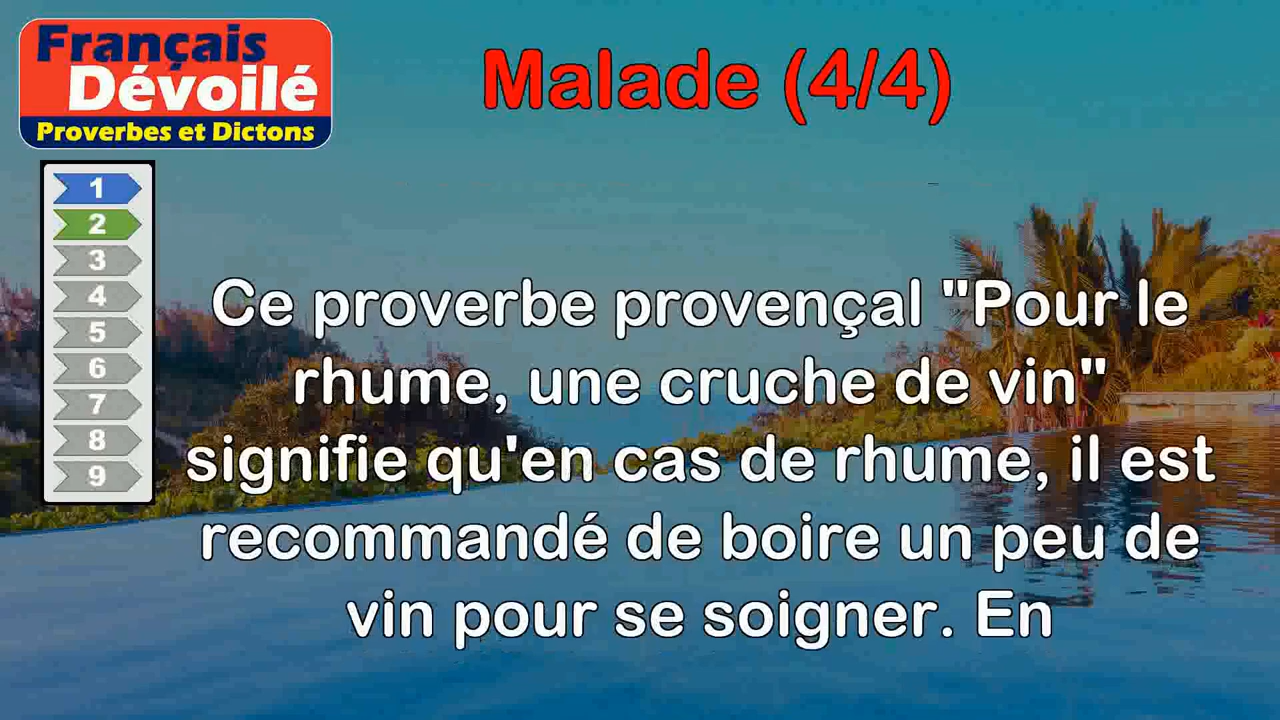 Français
Dévoilé
Proverbes et Dictons
Malade (4/4)
1
2
3
4
5
6
7
8
9
Ce proverbe provençal "Pour le
rhume, une cruche de vin"
signifie qu'en cas de rhume, il est
recommandé de boire un peu de
vin pour se soigner. En